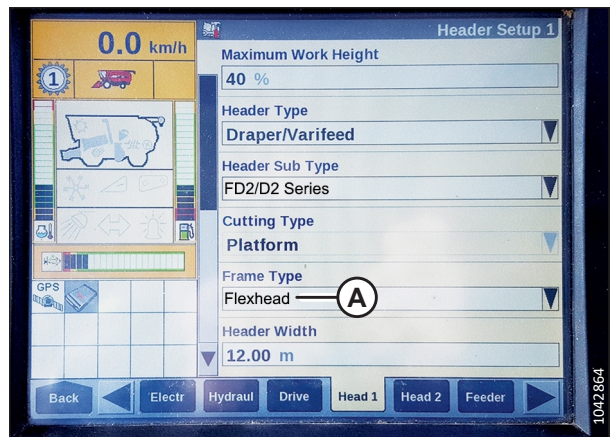 Header Setup 1
0.0 km/h
1
Maximum Work Height
40 %
Header Type
Draper/Varifeed
Header Sub Type
FD2/D2 Series
Cutting Type
Platform
Frame Type
Flexhead
A
Header Width
12.00 m
GPS
Back
Electr
Hydraul
Drive
Head 1
Head 2
Feeder
1042864